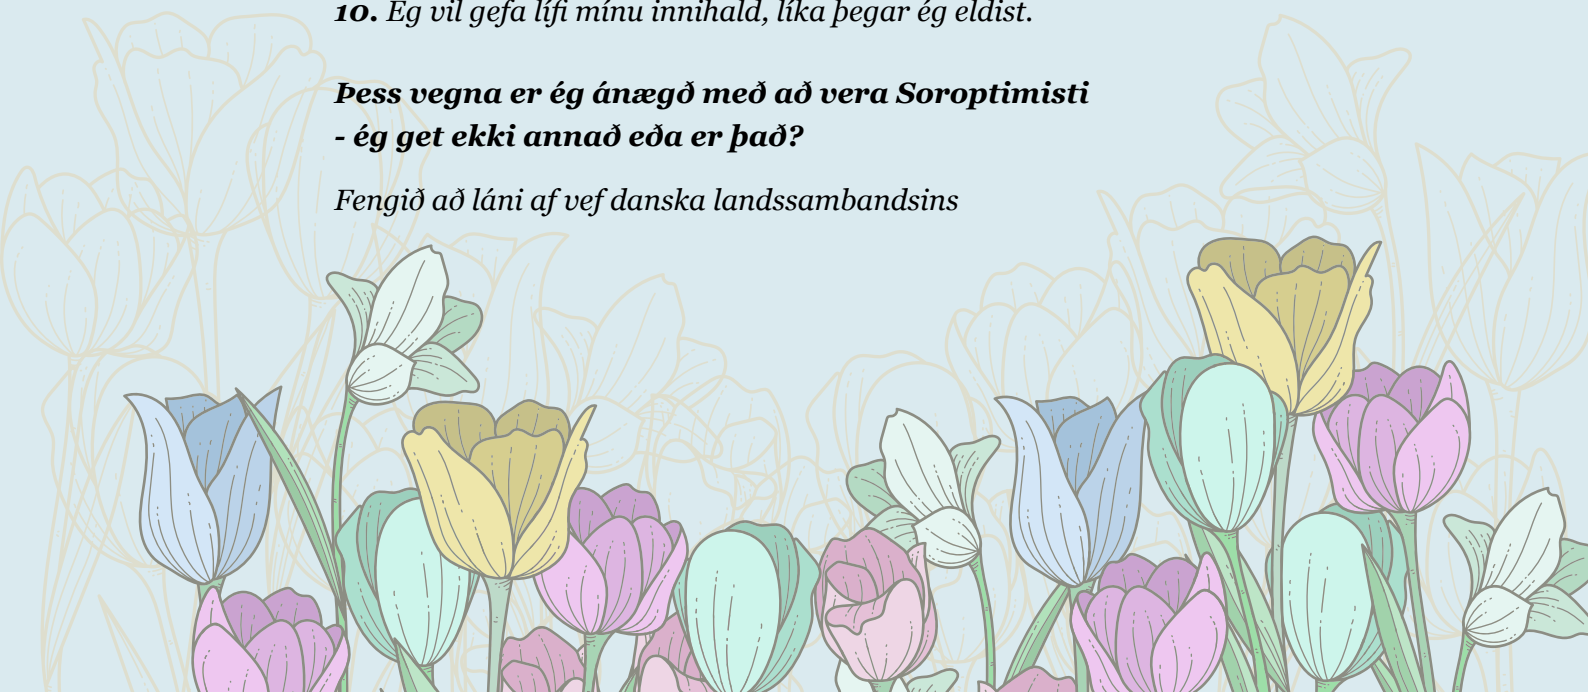 10. Ég vil gefa lífi mínu innihald, líka þegar ég eldist.
Þess vegna er ég ánægð með að vera Soroptimisti
- ég get ekki annað eða er það?
Fengið að láni af vef danska landssambandsins